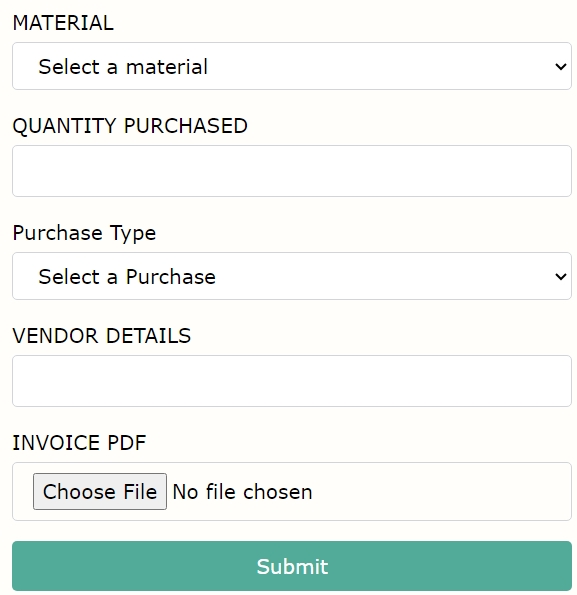 MATERIAL
Select a material
QUANTITY PURCHASED
Purchase Type
Select a Purchase
VENDOR DETAILS
INVOICE PDF
Choose File No file chosen
Submit